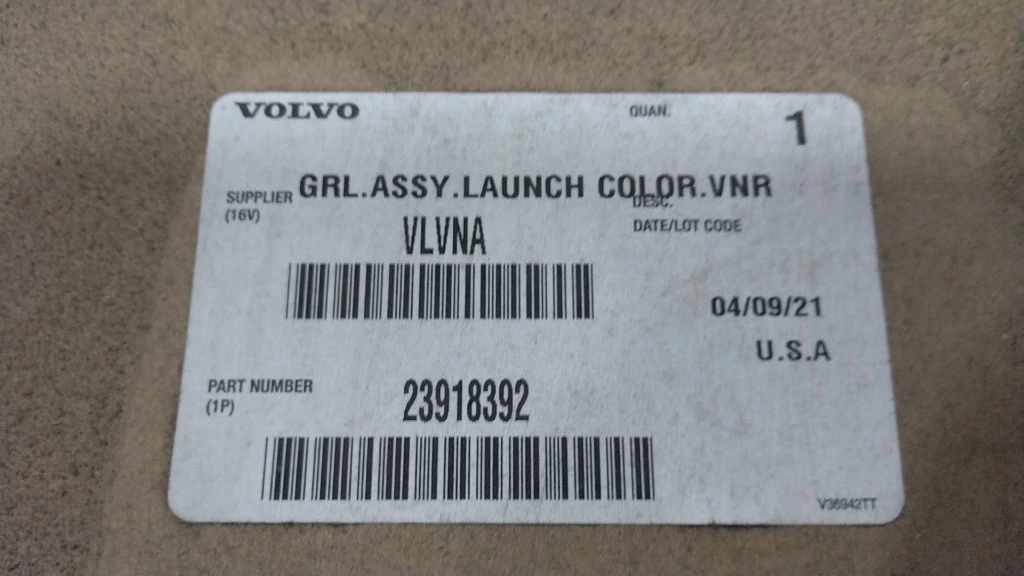 VOLVO
QUAN.
1
GRL.ASSY.LAUNCH COLOR.VNR
SUPPLIER
(16V)
DESC.
VLVNA
DATE/LOT CODE
04/09/21
U.S.A
PART NUMBER
(1P)
23918392
V36942TT